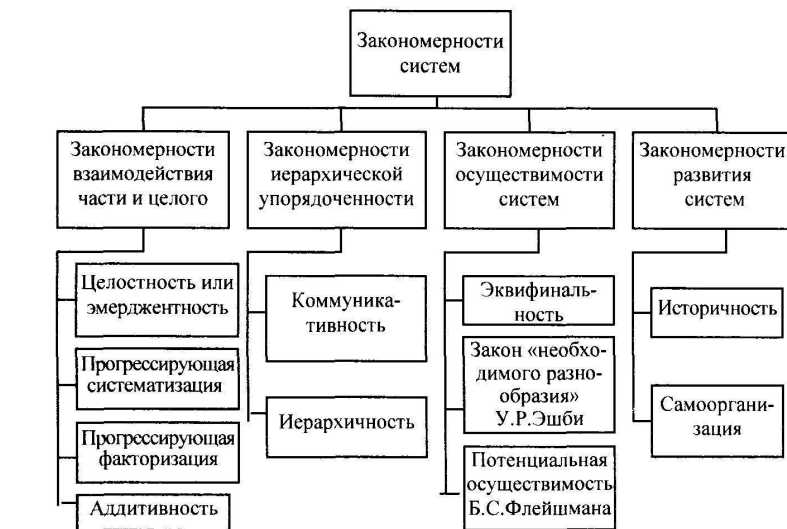 Закономерности
систем
Закономерности
взаимодействия
части и целого
Закономерности
иерархической
упорядоченности
Закономерности
осуществимости
систем
Закономерности
развития
систем
Целостность или
эмерджентность
Прогрессирующая
систематизация
Прогрессирующая
факторизация
Аддитивность
Коммуника-
тивность
Иерархичность
Эквифиналь-
ность
Закон «необхо-
димого разно-
образия»
У.Р.Эшби
Потенциальная
осуществимость
Б.С.Флейшмана
Историчность
Самооргани-
зация